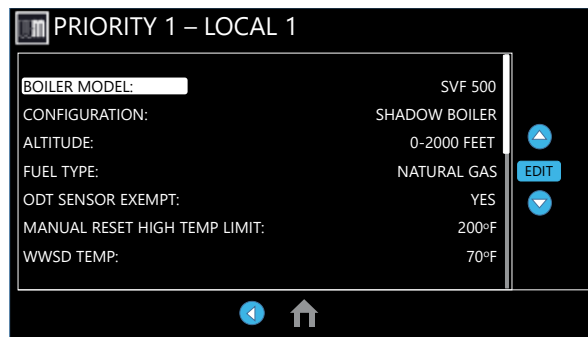 PRIORITY 1 – LOCAL 1
BOILER MODEL: SVF 500
CONFIGURATION: SHADOW BOILER
ALTITUDE: 0-2000 FEET
FUEL TYPE: NATURAL GAS
EDIT
ODT SENSOR EXEMPT: YES
MANUAL RESET HIGH TEMP LIMIT: 200ºF
WWSD TEMP: 70ºF